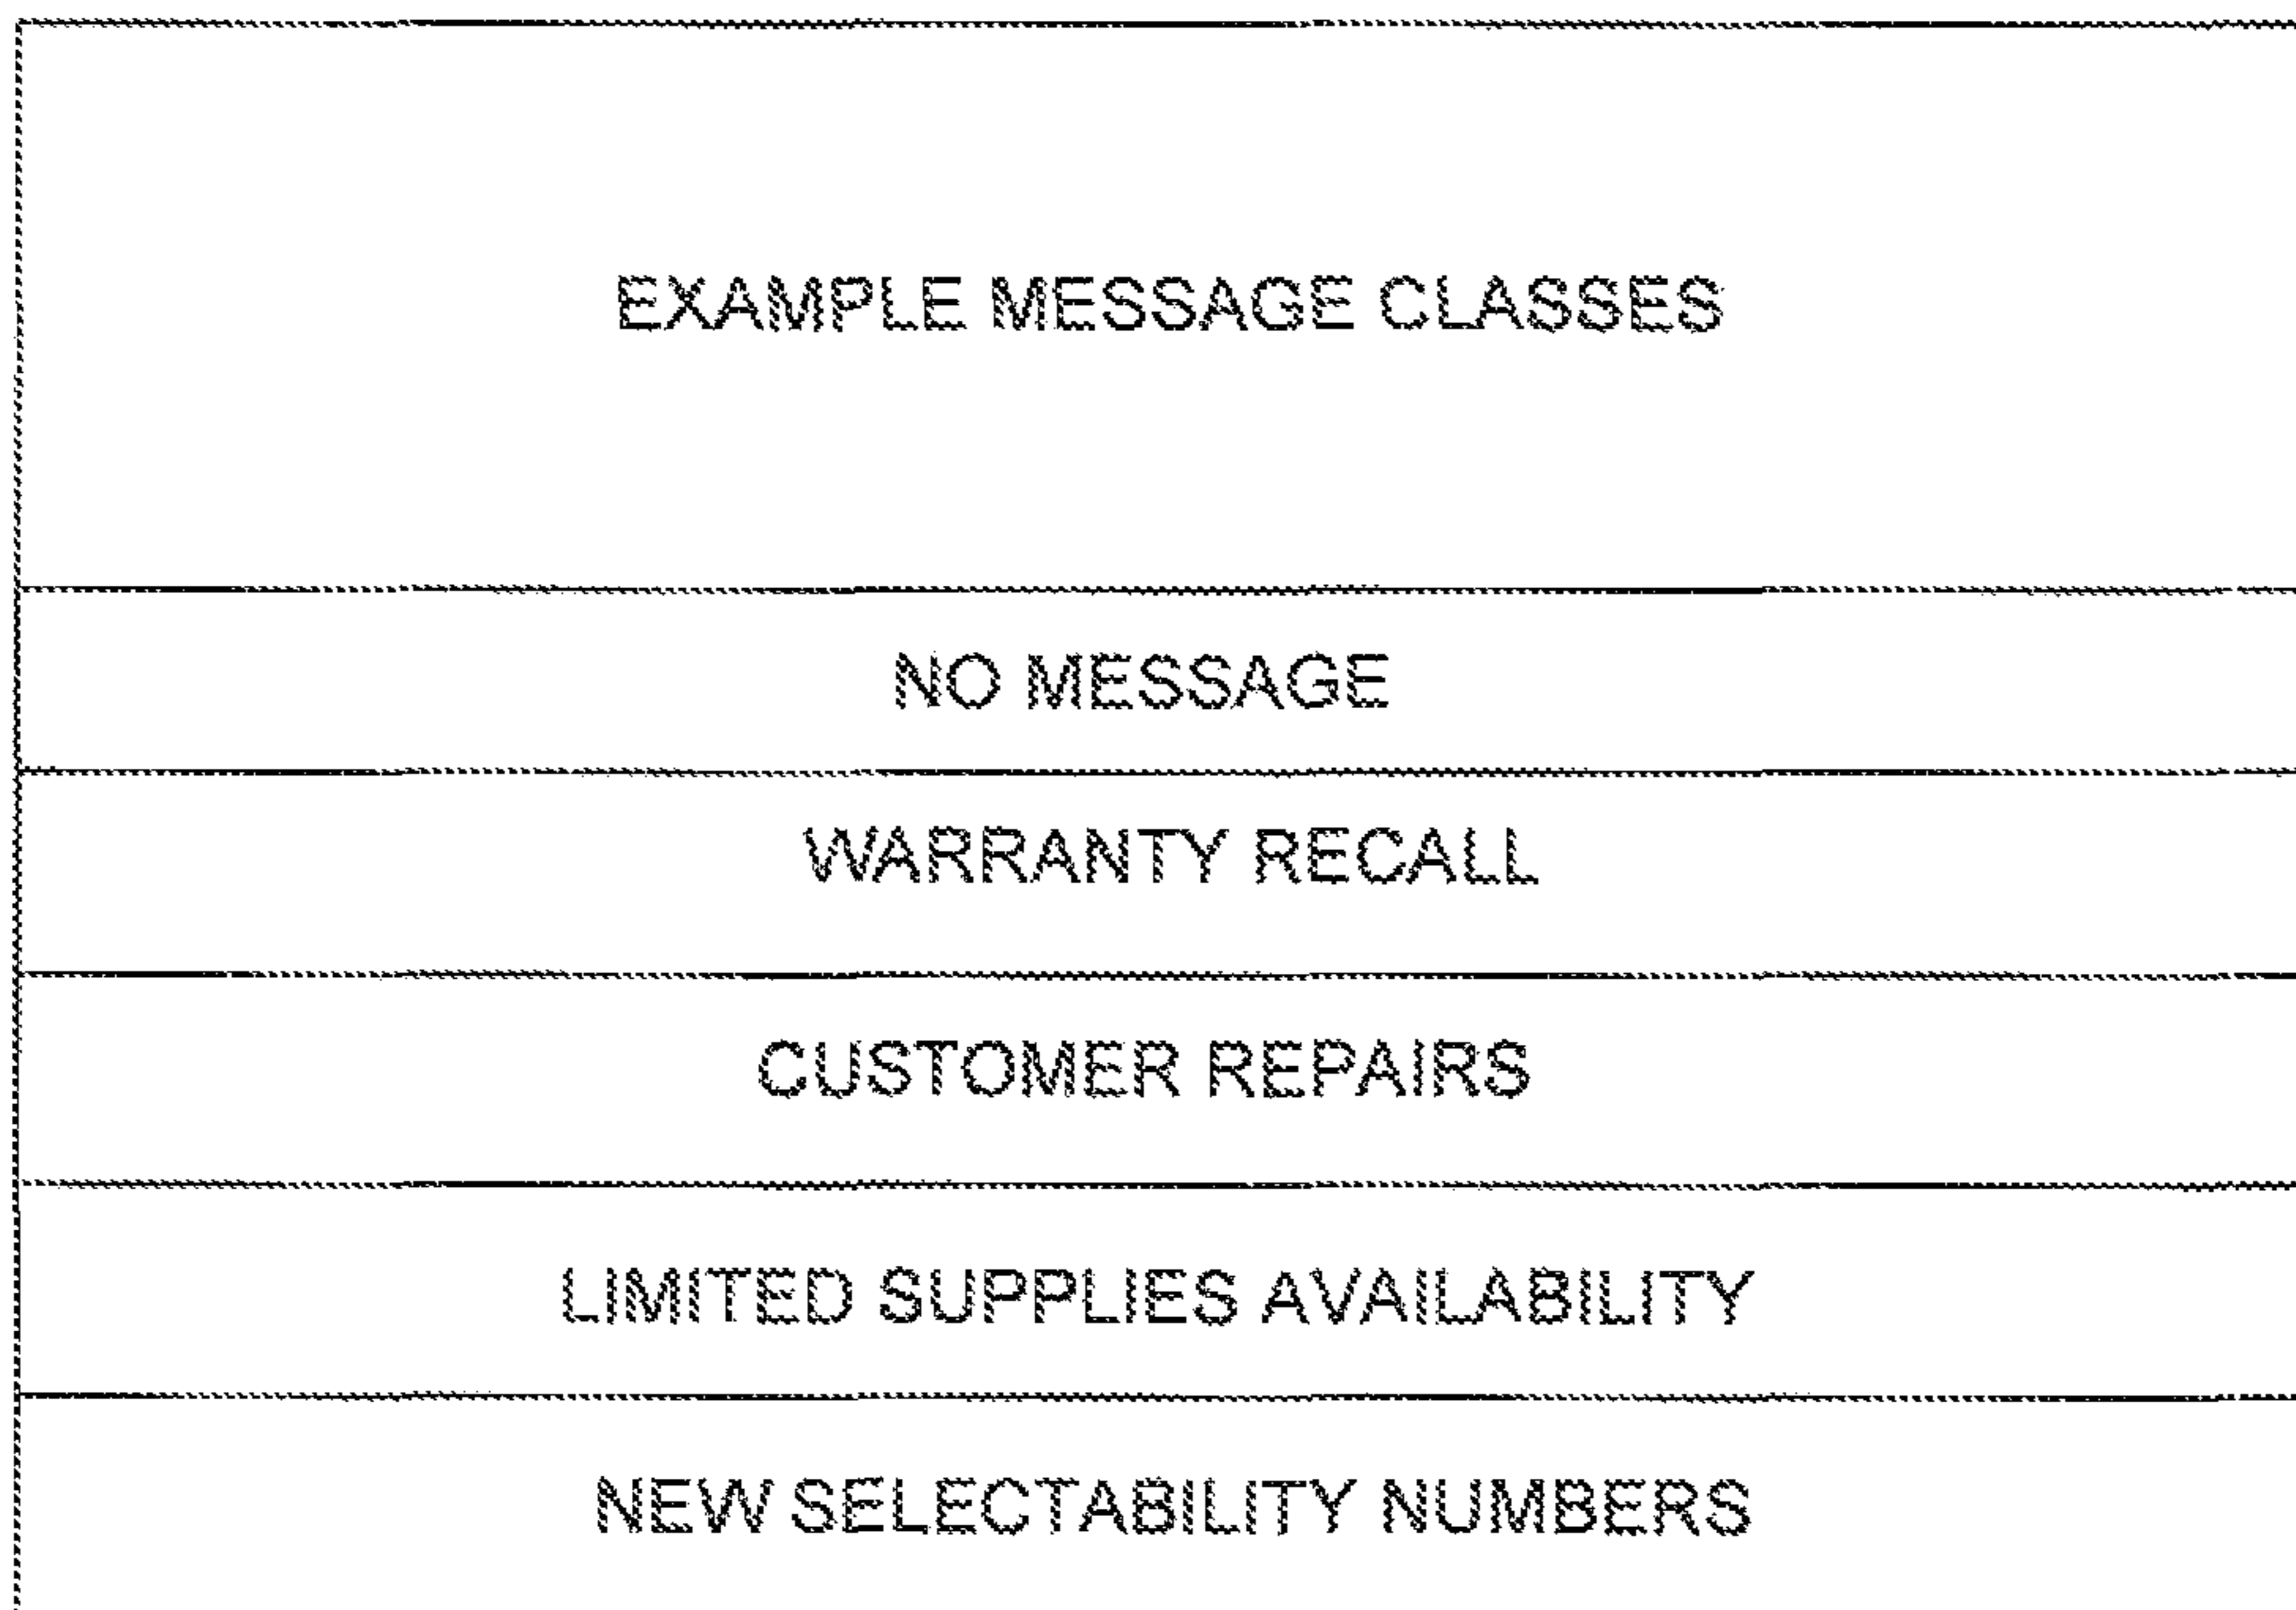 EXAMPLE MESSAGE CLASSES
NO MESSAGE
WARRANTY RECALL
CUSTOMER REPAIRS
LIMITED SUPPLIES AVAILABILITY
NEW SELECTABILITY NUMBERS